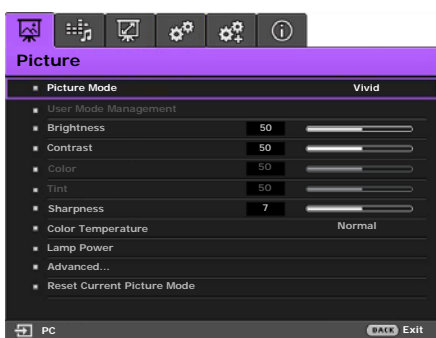 Picture
Picture Mode Vivid
User Mode Management
Brightness 50
Contrast 50
Color 50
Tint 50
Sharpness 7
Color Temperature Normal
Lamp Power
Advanced...
Reset Current Picture Mode
PC BACK Exit